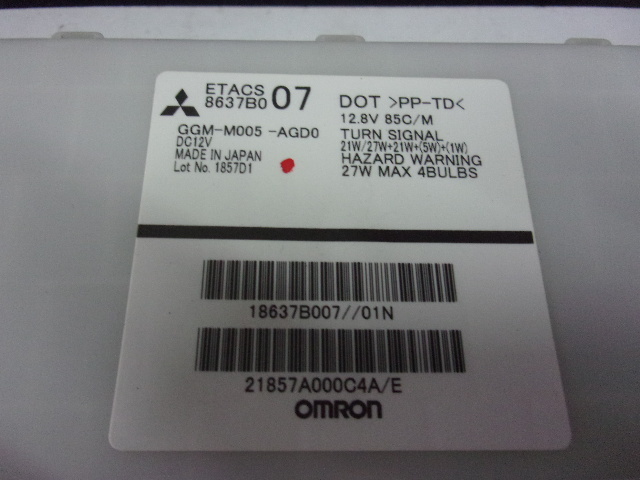 ETACS
8637B0 07
GGM-M005-AGD0
DC12V
MADE IN JAPAN
Lot No. 1857D1
DOT >PP-TD<
12.8V 85C/M
TURN SIGNAL
21W/27W+21W+(5W)+(1W)
HAZARD WARNING
27W MAX 4BULBS
18637B007//01N
21857A000C4A/E
OMRON